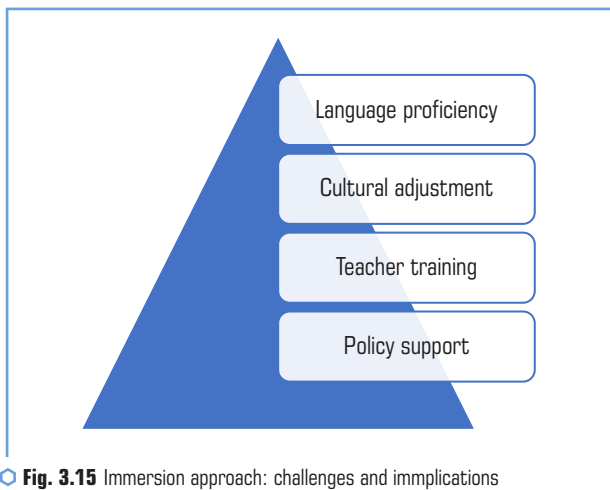 Language proficiency
Cultural adjustment
Teacher training
Policy support
Fig. 3.15 Immersion approach: challenges and immplications